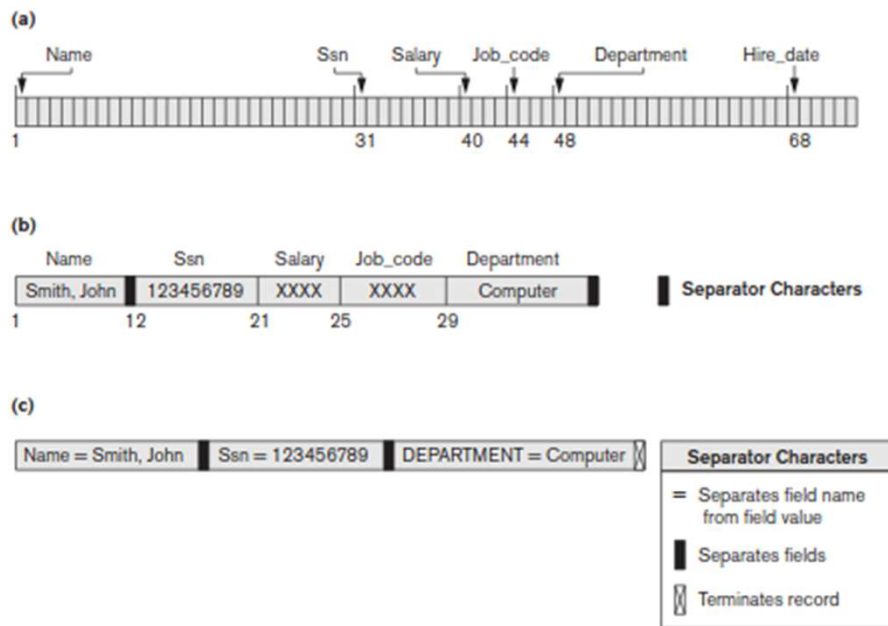 (a)
Name Ssn Salary Job_code Department Hire_date
1 31 40 44 48 68
(b)
Name Ssn Salary Job_code Department
Smith, John 123456789 XXXX XXXX Computer Separator Characters
1 12 21 25 29
(c)
Name = Smith, John Ssn = 123456789 DEPARTMENT = Computer
Separator Characters
= Separates field name
from field value
Separates fields
Terminates record